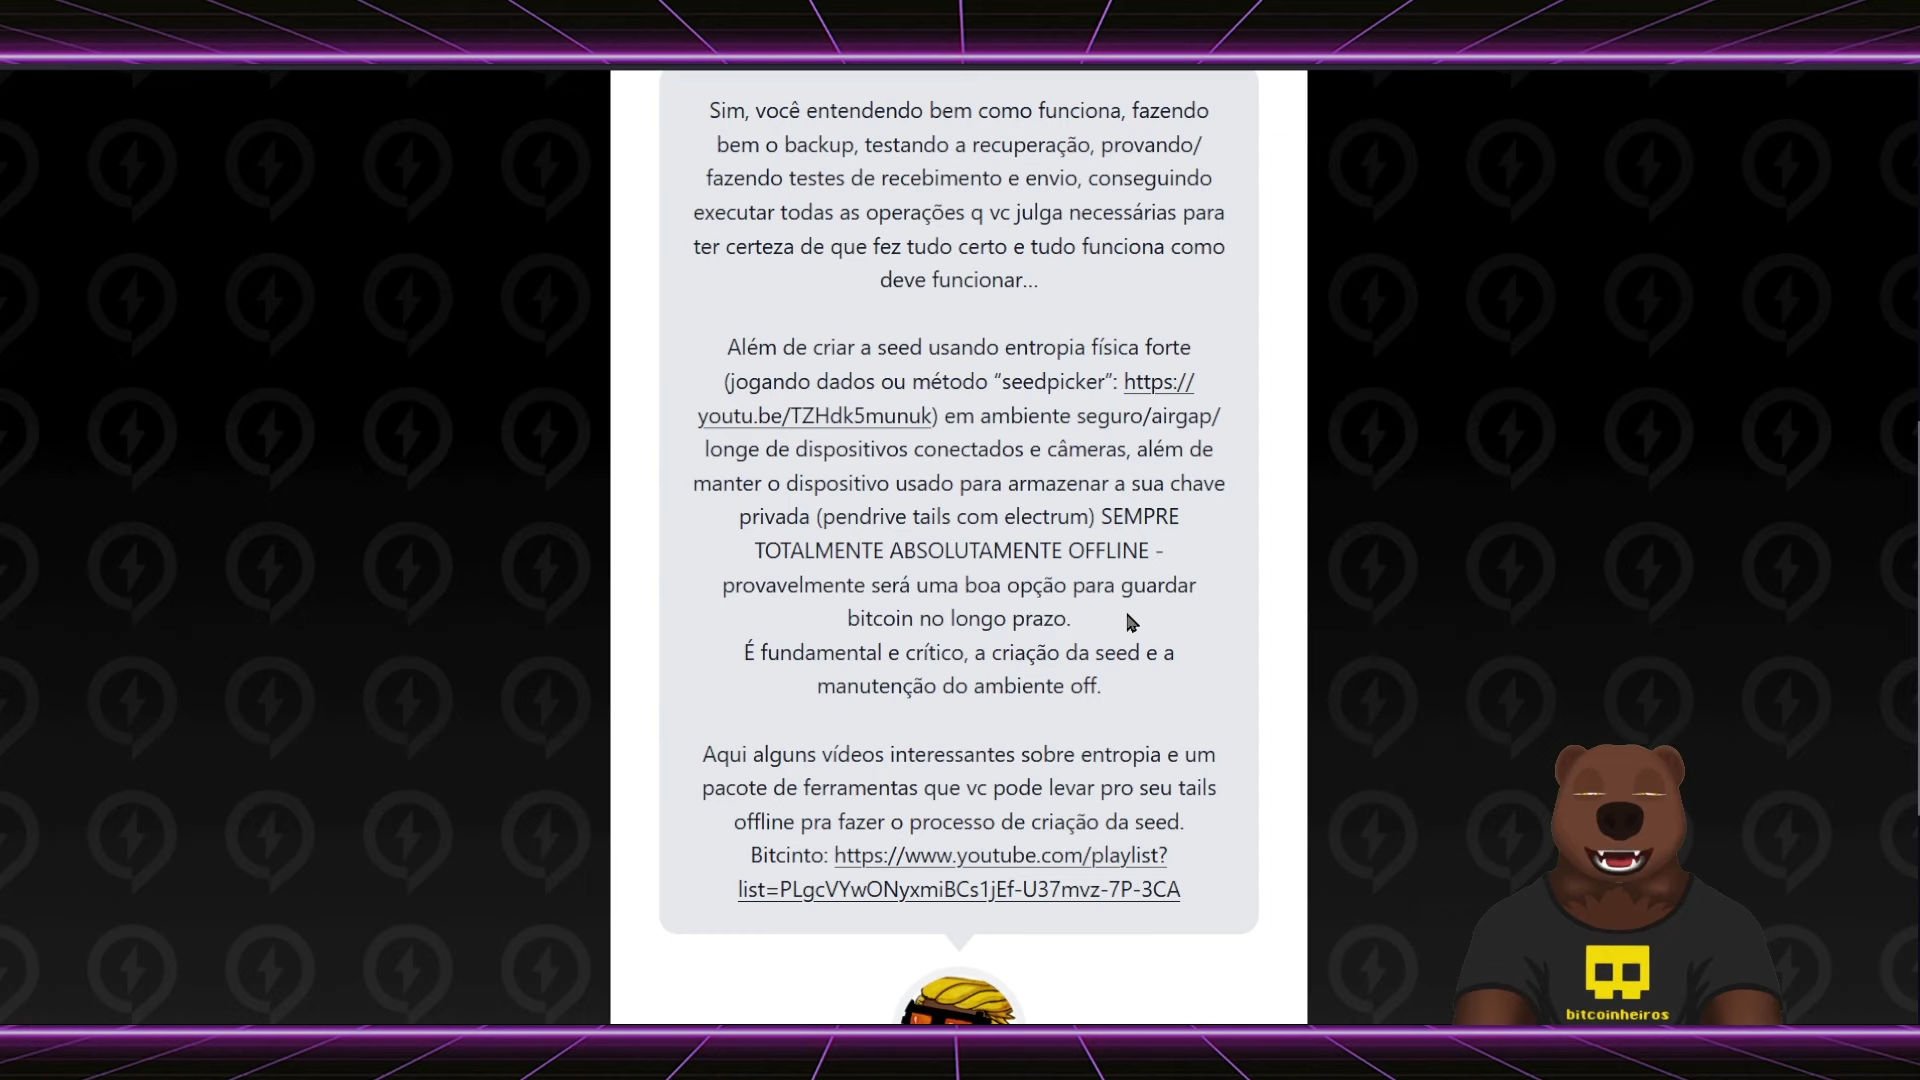 Sim, você entendendo bem como funciona, fazendo
bem o backup, testando a recuperação, provando/
fazendo testes de recebimento e envio, conseguindo
executar todas as operações q vc julga necessárias para
ter certeza de que fez tudo certo e tudo funciona como
deve funcionar...
Além de criar a seed usando entropia física forte
(jogando dados ou método “seedpicker”: https://
youtu.be/TZHdk5munuk) em ambiente seguro/airgap/
longe de dispositivos conectados e câmeras, além de
manter o dispositivo usado para armazenar a sua chave
privada (pendrive tails com electrum) SEMPRE
TOTALMENTE ABSOLUTAMENTE OFFLINE -
provavelmente será uma boa opção para guardar
bitcoin no longo prazo.
É fundamental e crítico, a criação da seed e a
manutenção do ambiente off.
Aqui alguns vídeos interessantes sobre entropia e um
pacote de ferramentas que vc pode levar pro seu tails
offline pra fazer o processo de criação da seed.
Bitcinto: https://www.youtube.com/playlist?
list=PLgcVYwONyxmiBCs1jEf-U37mvz-7P-3CA
bitcoinheiros